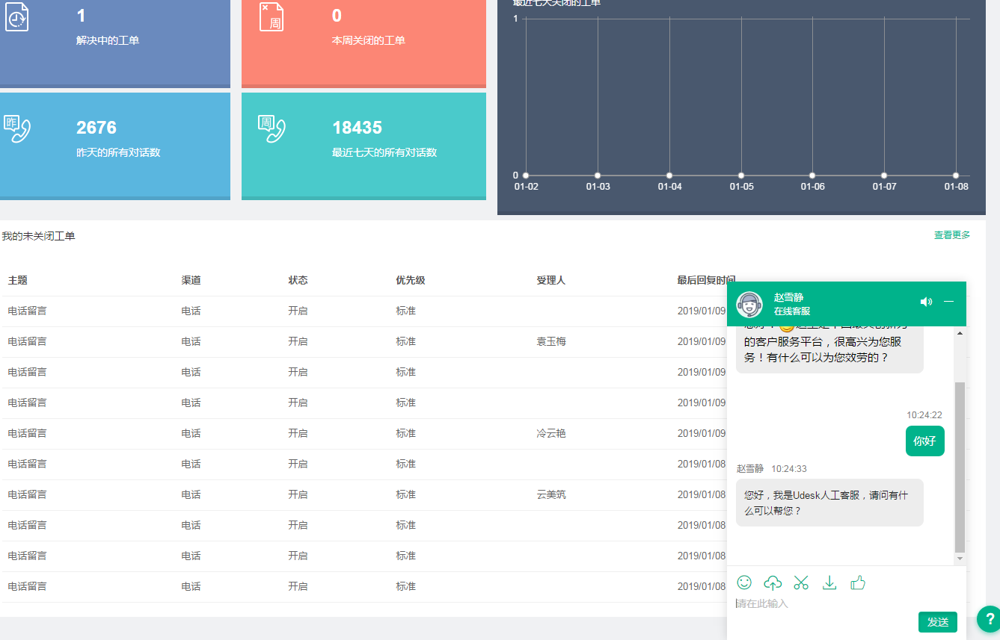 1
解决中的工单
周
0
本周关闭的工单
最近七天关闭的工单
1
0
01-02 01-03 01-04 01-05 01-06 01-07 01-08
昨
2676
昨天的所有对话数
周
18435
最近七天的所有对话数
我的未关闭工单 查看更多
主题 渠道 状态 优先级 受理人 最后回复时间
电话留言 电话 开启 标准 2019/01/09
电话留言 电话 开启 标准 袁玉梅 2019/01/09
电话留言 电话 开启 标准 2019/01/09
电话留言 电话 开启 标准 2019/01/09
电话留言 电话 开启 标准 冷云艳 2019/01/09
电话留言 电话 开启 标准 2019/01/08
电话留言 电话 开启 标准 云美筑 2019/01/08
电话留言 电话 开启 标准 2019/01/08
电话留言 电话 开启 标准 2019/01/08
电话留言 电话 开启 标准 2019/01/08
赵雪静
在线客服
的客户服务平台，很高兴为您服
务！有什么可以为您效劳的？
10:24:22
你好
赵雪静 10:24:33
您好，我是Udesk人工客服，请问有什
么可以帮您？
请在此输入
发送
?